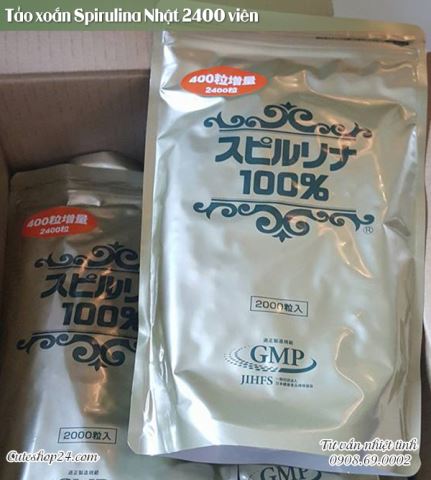 Tảo xoắn Spirulina Nhật 2400 viên
400粒増量
2400粒
スピルリナ
100%
®
2000粒入
GMP
JIHFS
400粒増量
2400粒
スピルリ
100%
2000粒入
Cuteshop24.com
Tư vấn nhiệt tình
0908.69.0002